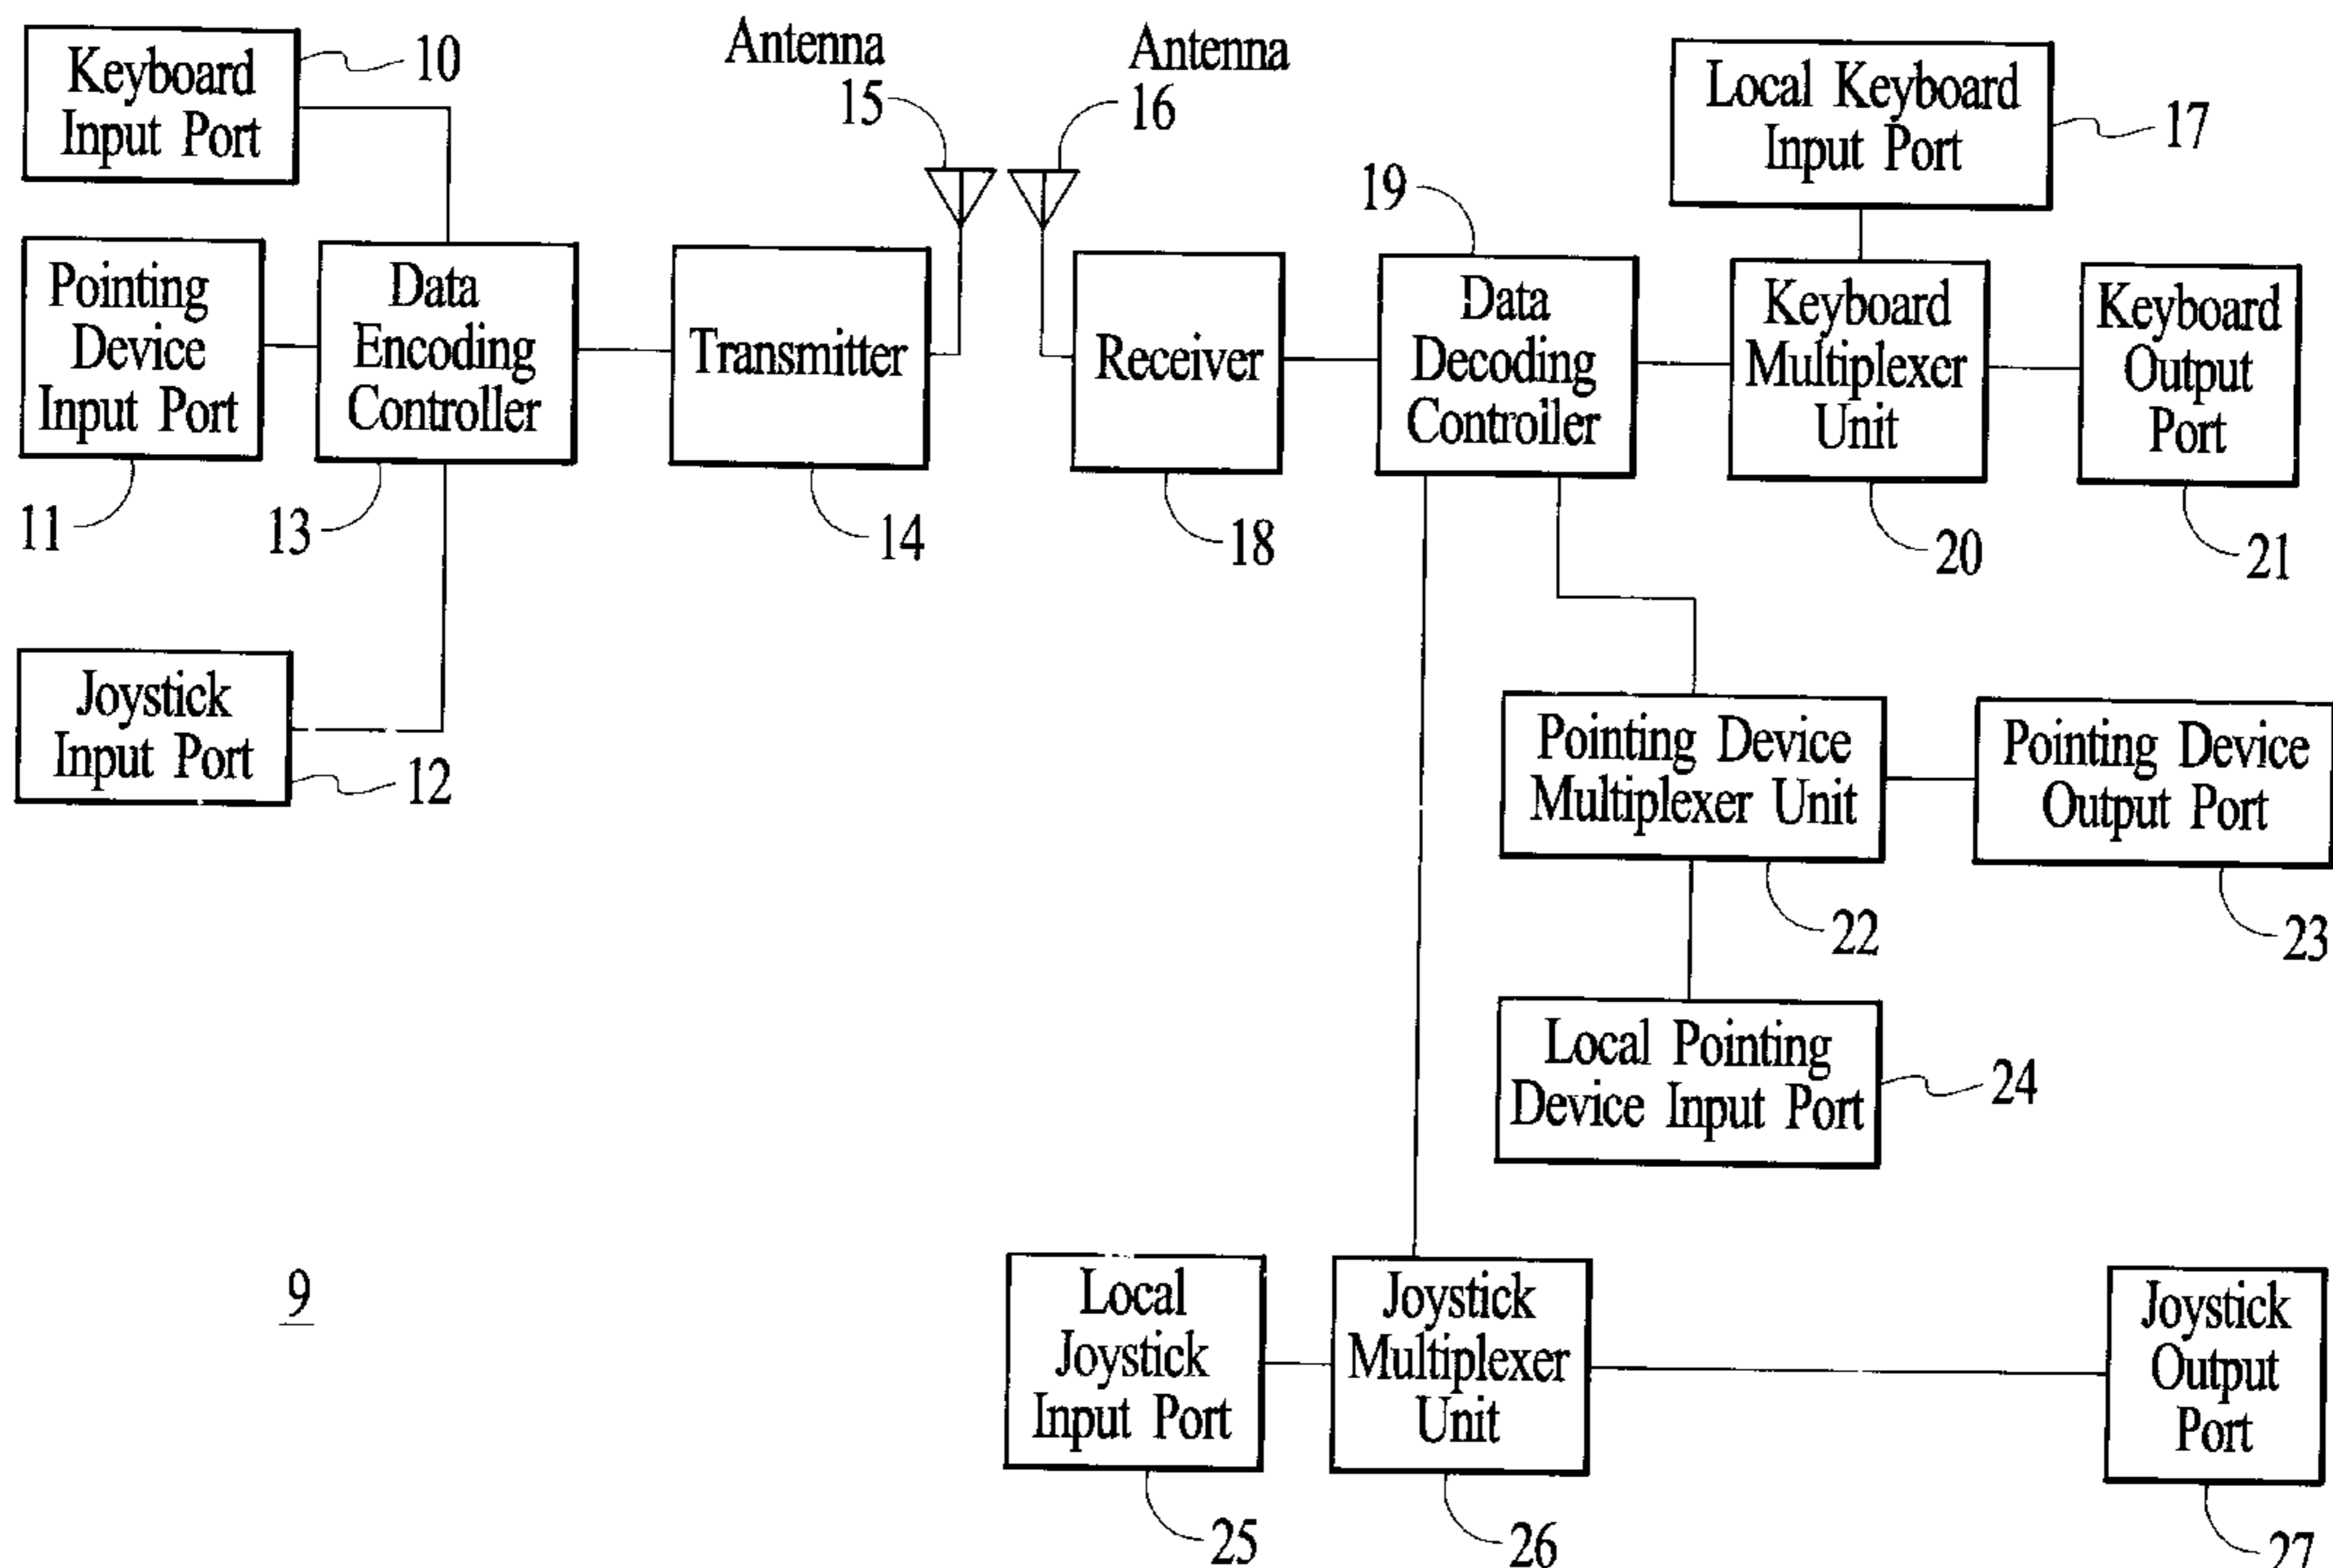 Keyboard
Input Port
10
Antenna
15
Antenna
16
Local Keyboard
Input Port
17
Pointing
Device
Input Port
11
Data
Encoding
Controller
13
Transmitter
14
Receiver
18
19
Data
Decoding
Controller
Keyboard
Multiplexer
Unit
20
Keyboard
Output
Port
21
Joystick
Input Port
12
Pointing Device
Multiplexer Unit
22
Pointing Device
Output Port
23
Local Pointing
Device Input Port
24
9
Local
Joystick
Input Port
25
Joystick
Multiplexer
Unit
26
Joystick
Output
Port
27